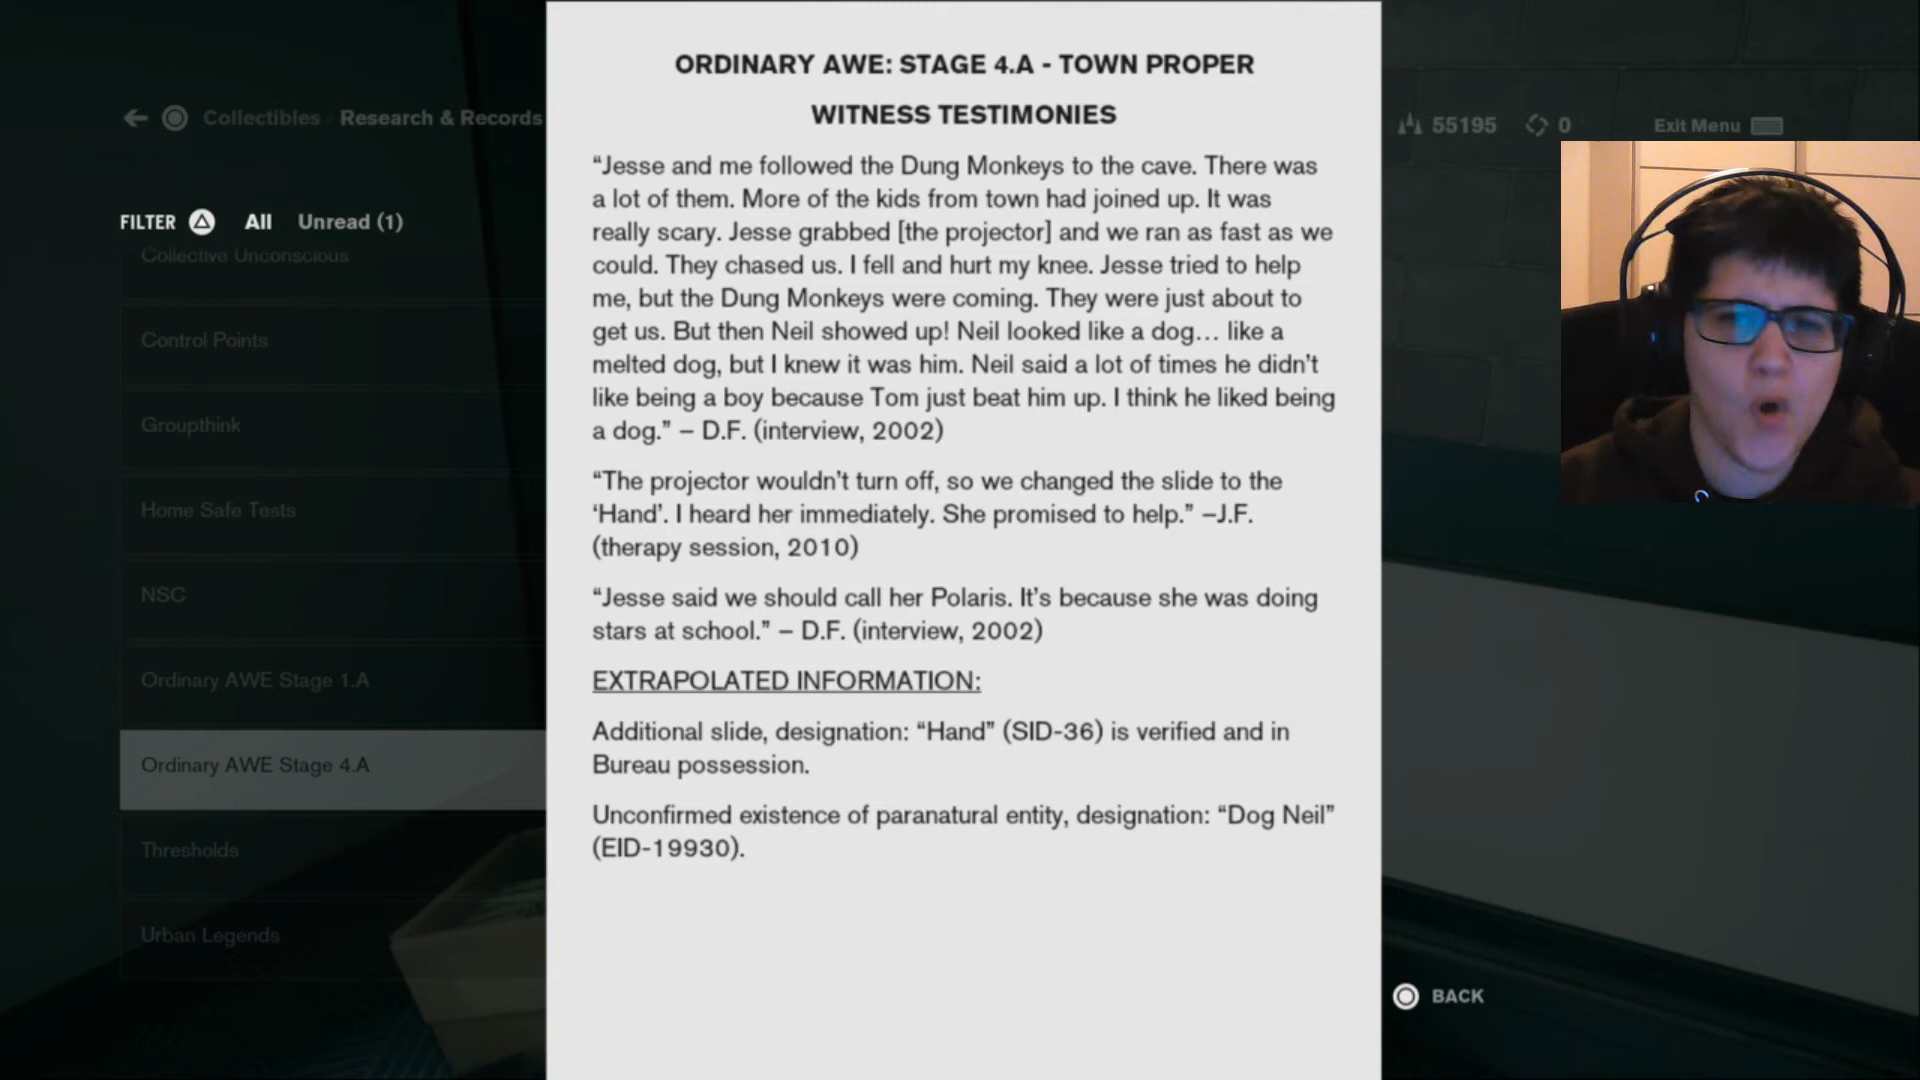 ORDINARY AWE: STAGE 4.A - TOWN PROPER
WITNESS TESTIMONIES
“Jesse and me followed the Dung Monkeys to the cave. There was
a lot of them. More of the kids from town had joined up. It was
really scary. Jesse grabbed [the projector] and we ran as fast as we
could. They chased us. I fell and hurt my knee. Jesse tried to help
me, but the Dung Monkeys were coming. They were just about to
get us. But then Neil showed up! Neil looked like a dog… like a
melted dog, but I knew it was him. Neil said a lot of times he didn’t
like being a boy because Tom just beat him up. I think he liked being
a dog.” – D.F. (interview, 2002)
“The projector wouldn’t turn off, so we changed the slide to the
‘Hand’. I heard her immediately. She promised to help.” –J.F.
(therapy session, 2010)
“Jesse said we should call her Polaris. It’s because she was doing
stars at school.” – D.F. (interview, 2002)
EXTRAPOLATED INFORMATION:
Additional slide, designation: “Hand” (SID-36) is verified and in
Bureau possession.
Unconfirmed existence of paranatural entity, designation: “Dog Neil”
(EID-19930).
Collectibles Research & Records
FILTER All Unread (1)
Collective Unconscious
Control Points
Groupthink
Home Safe Tests
NSC
Ordinary AWE Stage 1.A
Ordinary AWE Stage 4.A
Thresholds
Urban Legends
55195 0 Exit Menu
BACK